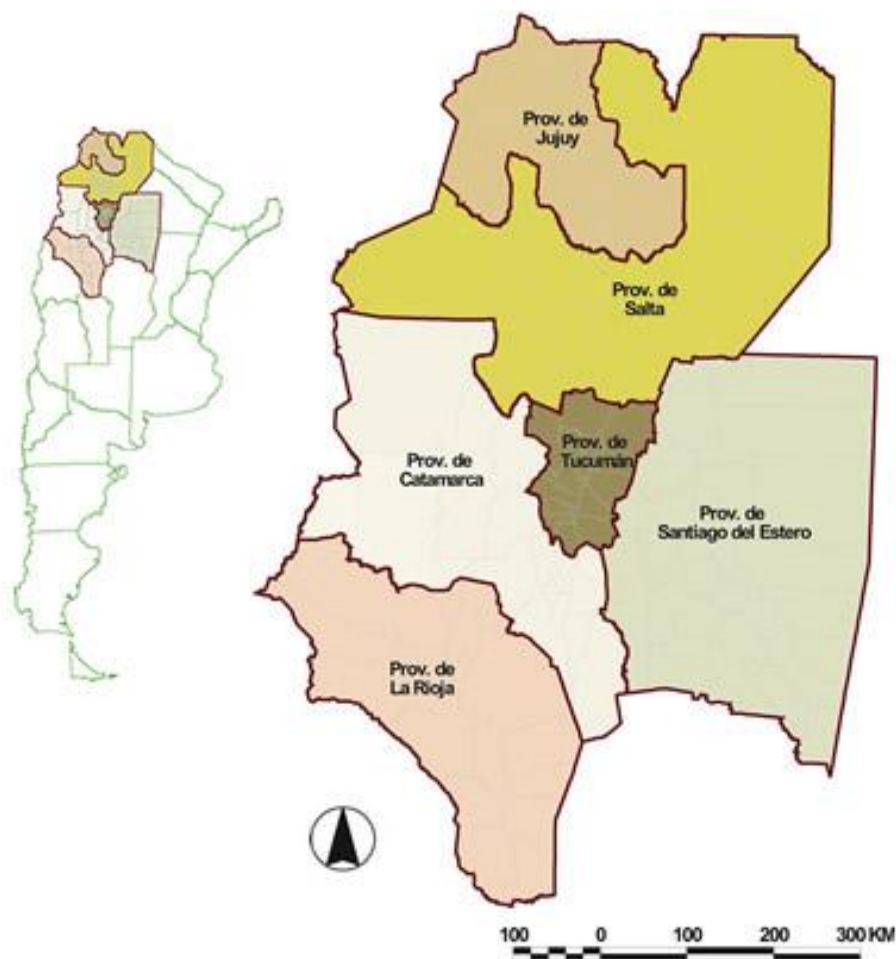 Prov. de
Jujuy
Prov. de
Salta
Prov. de
Tucumán
Prov. de
Catamarca
Prov. de
Santiago del Estero
Prov. de
La Rioja
100 0 100 200 300 KM